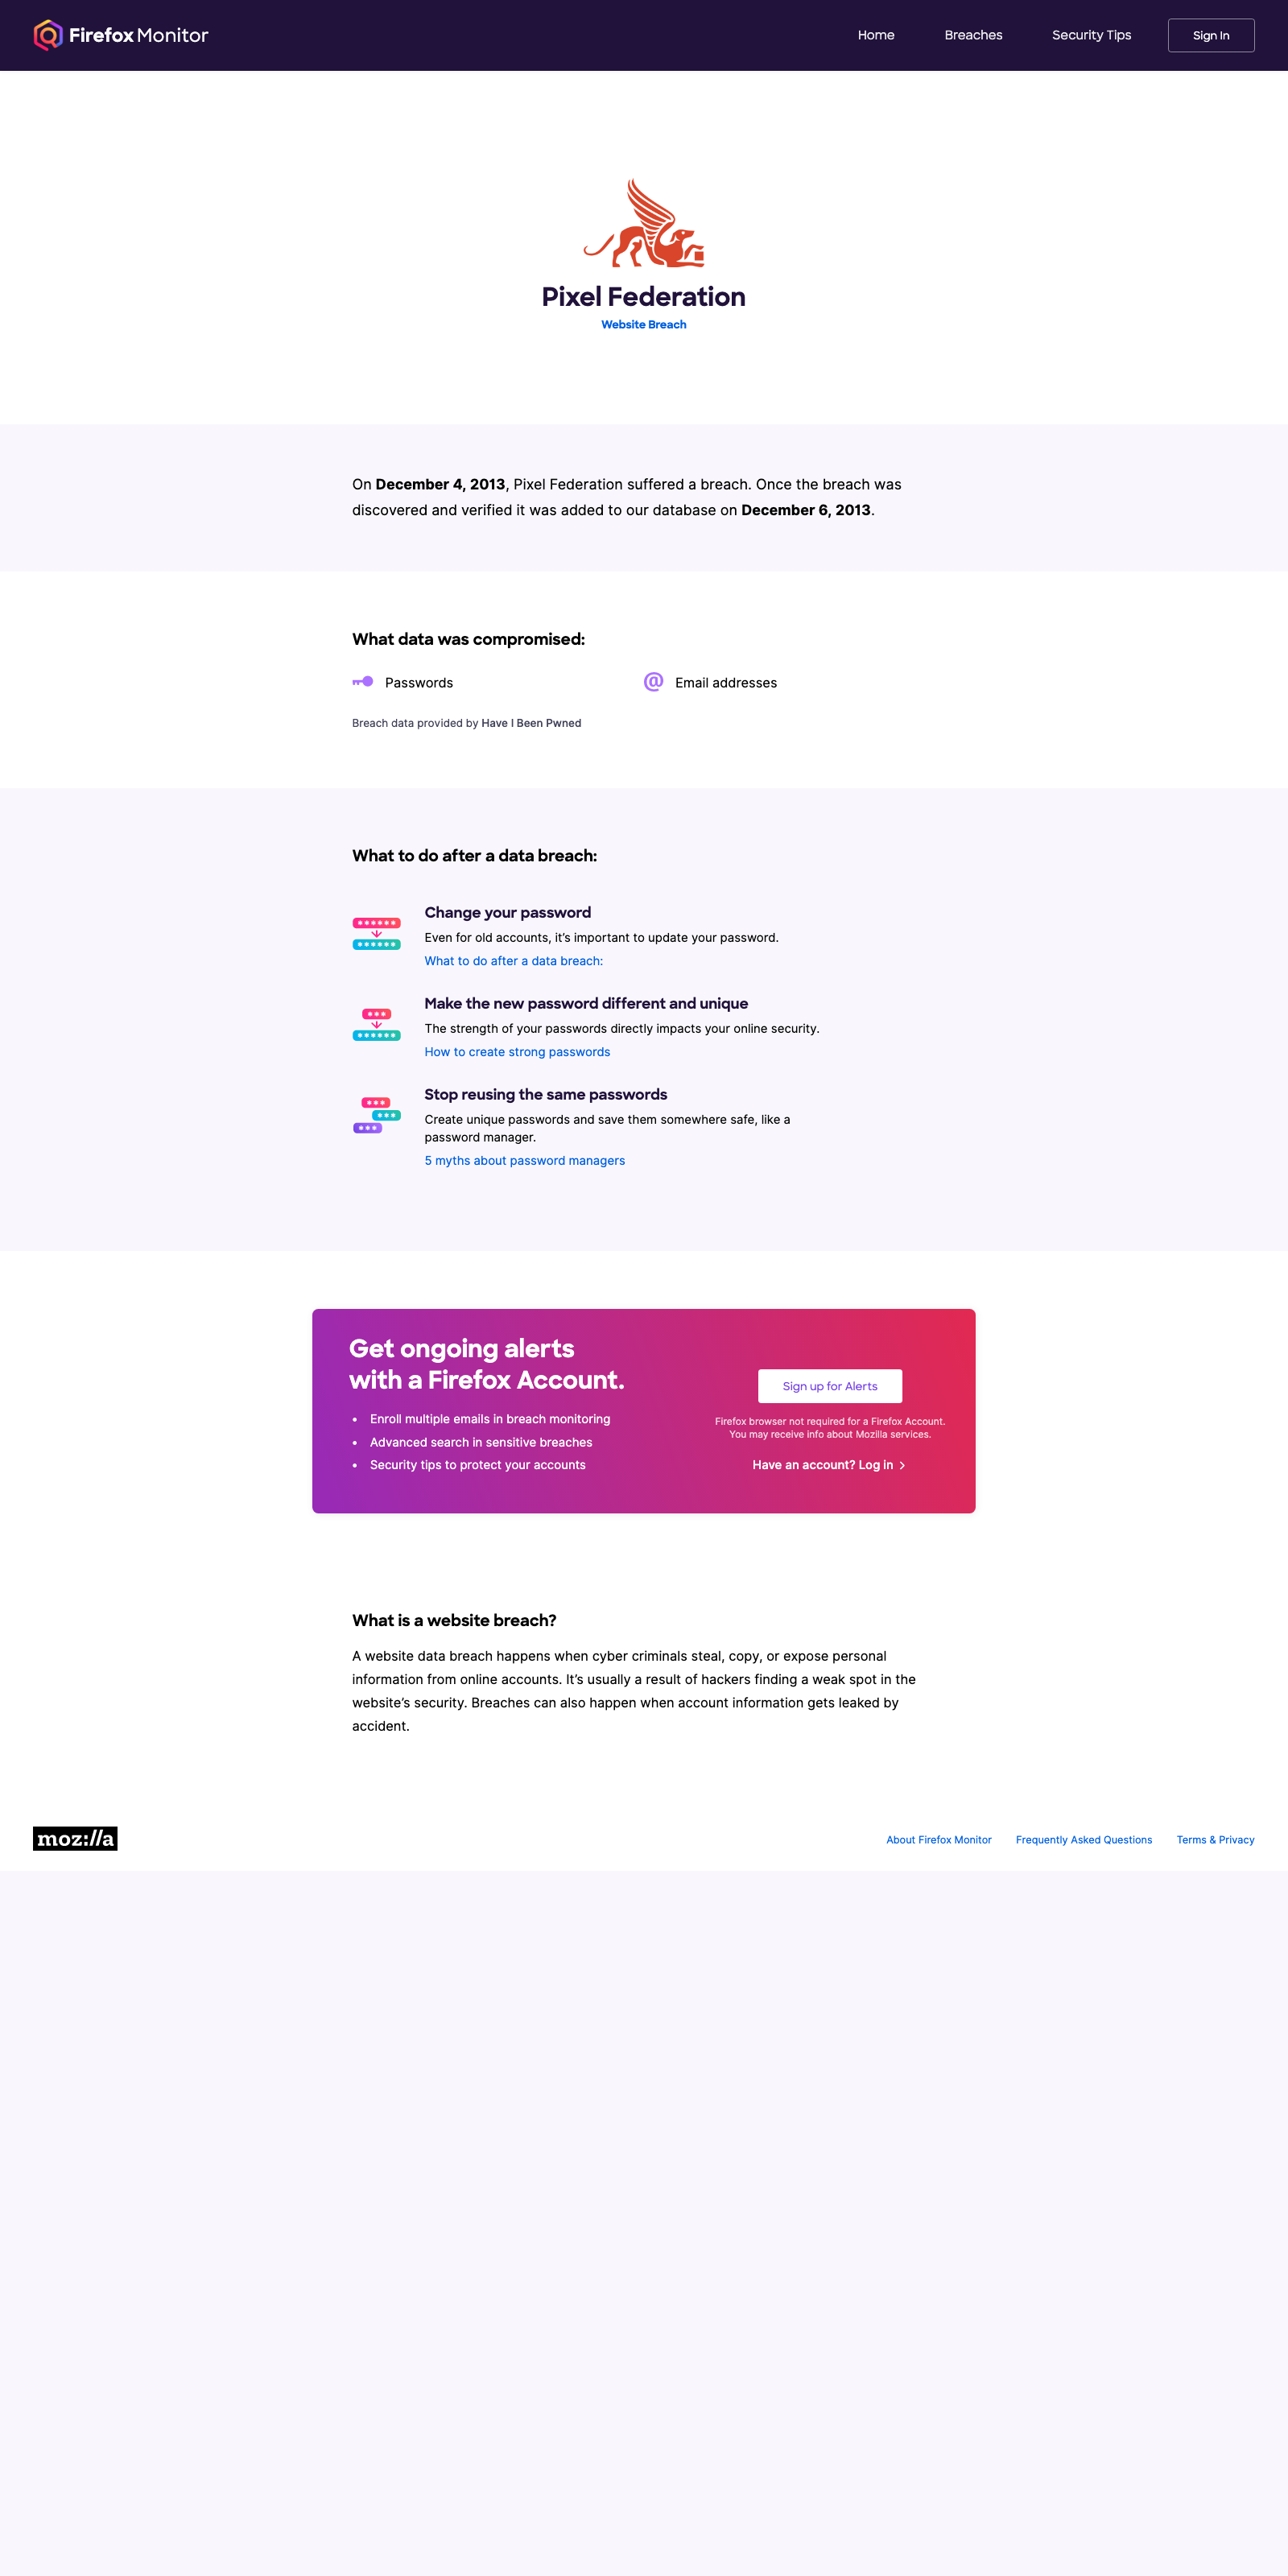 Firefox Monitor
Home
Breaches
Security Tips
Sign In
Pixel Federation
Website Breach
On December 4, 2013, Pixel Federation suffered a breach. Once the breach was
discovered and verified it was added to our database on December 6, 2013.
What data was compromised:
Passwords
Email addresses
Breach data provided by Have I Been Pwned
What to do after a data breach:
Change your password
Even for old accounts, it’s important to update your password.
What to do after a data breach:
Make the new password different and unique
The strength of your passwords directly impacts your online security.
How to create strong passwords
Stop reusing the same passwords
Create unique passwords and save them somewhere safe, like a
password manager.
5 myths about password managers
Get ongoing alerts
with a Firefox Account.
• Enroll multiple emails in breach monitoring
• Advanced search in sensitive breaches
• Security tips to protect your accounts
Sign up for Alerts
Firefox browser not required for a Firefox Account.
You may receive info about Mozilla services.
Have an account? Log in
What is a website breach?
A website data breach happens when cyber criminals steal, copy, or expose personal
information from online accounts. It’s usually a result of hackers finding a weak spot in the
website’s security. Breaches can also happen when account information gets leaked by
accident.
moz://a
About Firefox Monitor
Frequently Asked Questions
Terms & Privacy